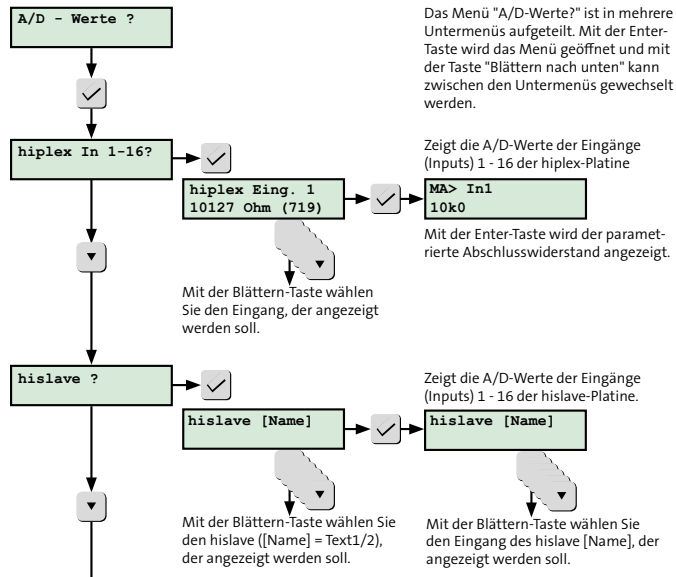 A/D - Werte ?
Das Menü "A/D-Werte?" ist in mehrere
Untermenüs aufgeteilt. Mit der Enter-
Taste wird das Menü geöffnet und mit
der Taste "Blättern nach unten" kann
zwischen den Untermenüs gewechselt
werden.
hiplex In 1-16?
Zeigt die A/D-Werte der Eingänge
(Inputs) 1 - 16 der hiplex-Platine
hiplex Eing. 1
10127 Ohm (719)
MA> In1
10k0
Mit der Enter-Taste wird der paramet-
rierte Abschlusswiderstand angezeigt.
Mit der Blättern-Taste wählen
Sie den Eingang, der angezeigt
werden soll.
hislave ?
Zeigt die A/D-Werte der Eingänge
(Inputs) 1 - 16 der hislave-Platine.
hislave [Name]
hislave [Name]
Mit der Blättern-Taste wählen Sie
den hislave ([Name] = Text1/2),
der angezeigt werden soll.
Mit der Blättern-Taste wählen Sie
den Eingang des hislave [Name], der
angezeigt werden soll.